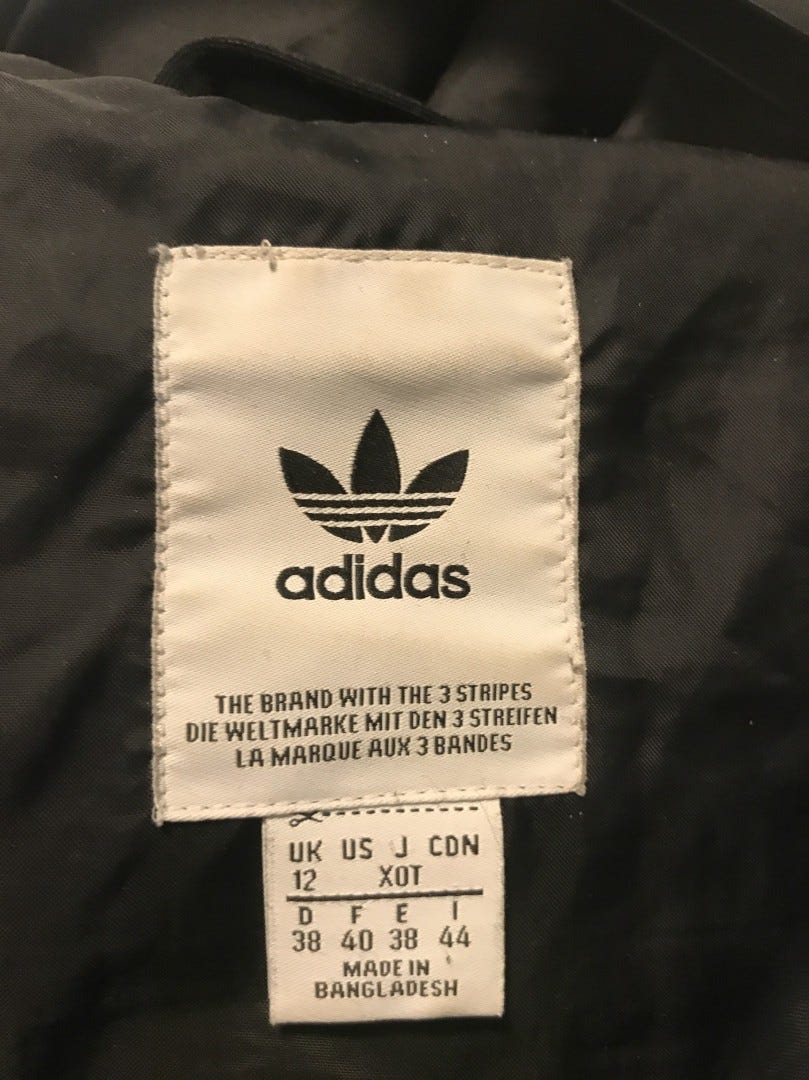 adidas
THE BRAND WITH THE 3 STRIPES
DIE WELTMARKE MIT DEN 3 STREIFEN
LA MARQUE AUX 3 BANDES
UK US J CDN
12 XOT
D F E I
38 40 38 44
MADE IN
BANGLADESH